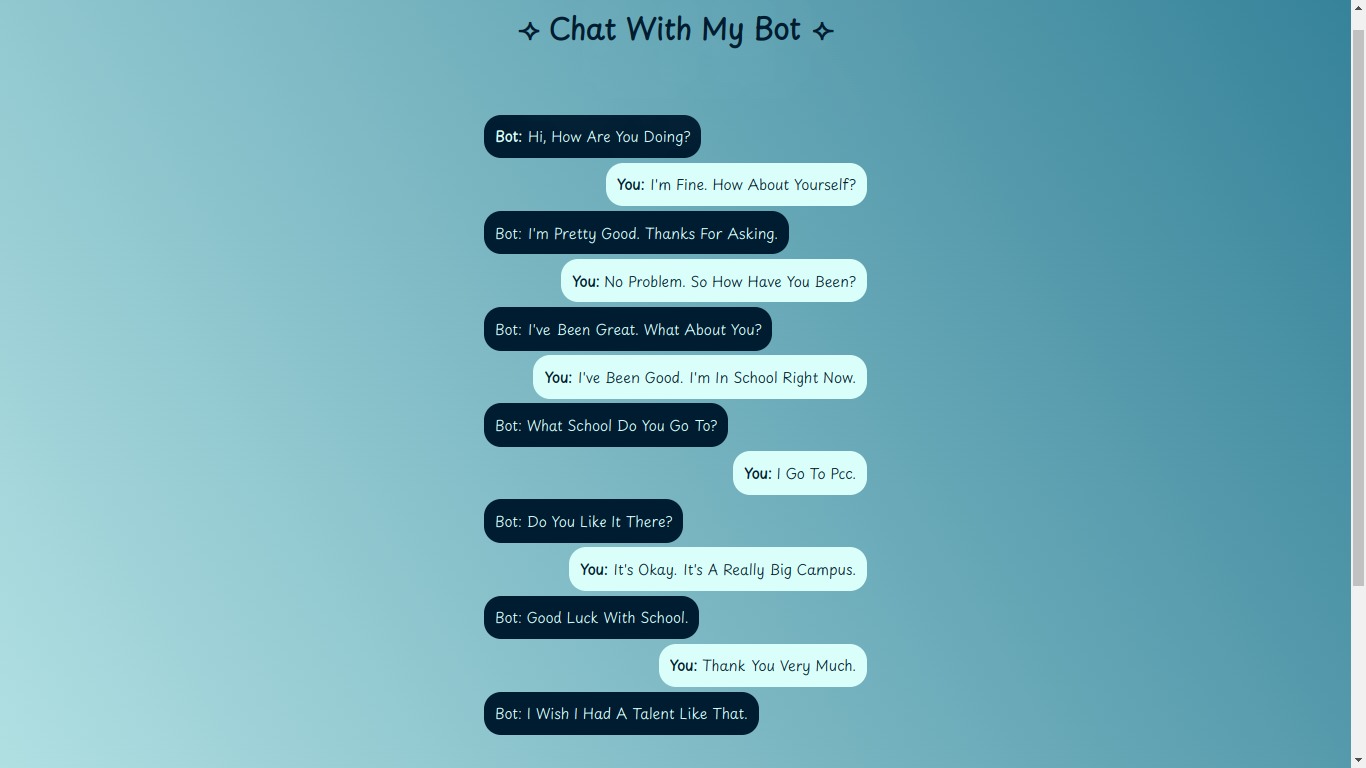 ✧ Chat With My Bot ✧
Bot: Hi, How Are You Doing?
You: I'm Fine. How About Yourself?
Bot: I'm Pretty Good. Thanks For Asking.
You: No Problem. So How Have You Been?
Bot: I've Been Great. What About You?
You: I've Been Good. I'm In School Right Now.
Bot: What School Do You Go To?
You: I Go To Pcc.
Bot: Do You Like It There?
You: It's Okay. It's A Really Big Campus.
Bot: Good Luck With School.
You: Thank You Very Much.
Bot: I Wish I Had A Talent Like That.